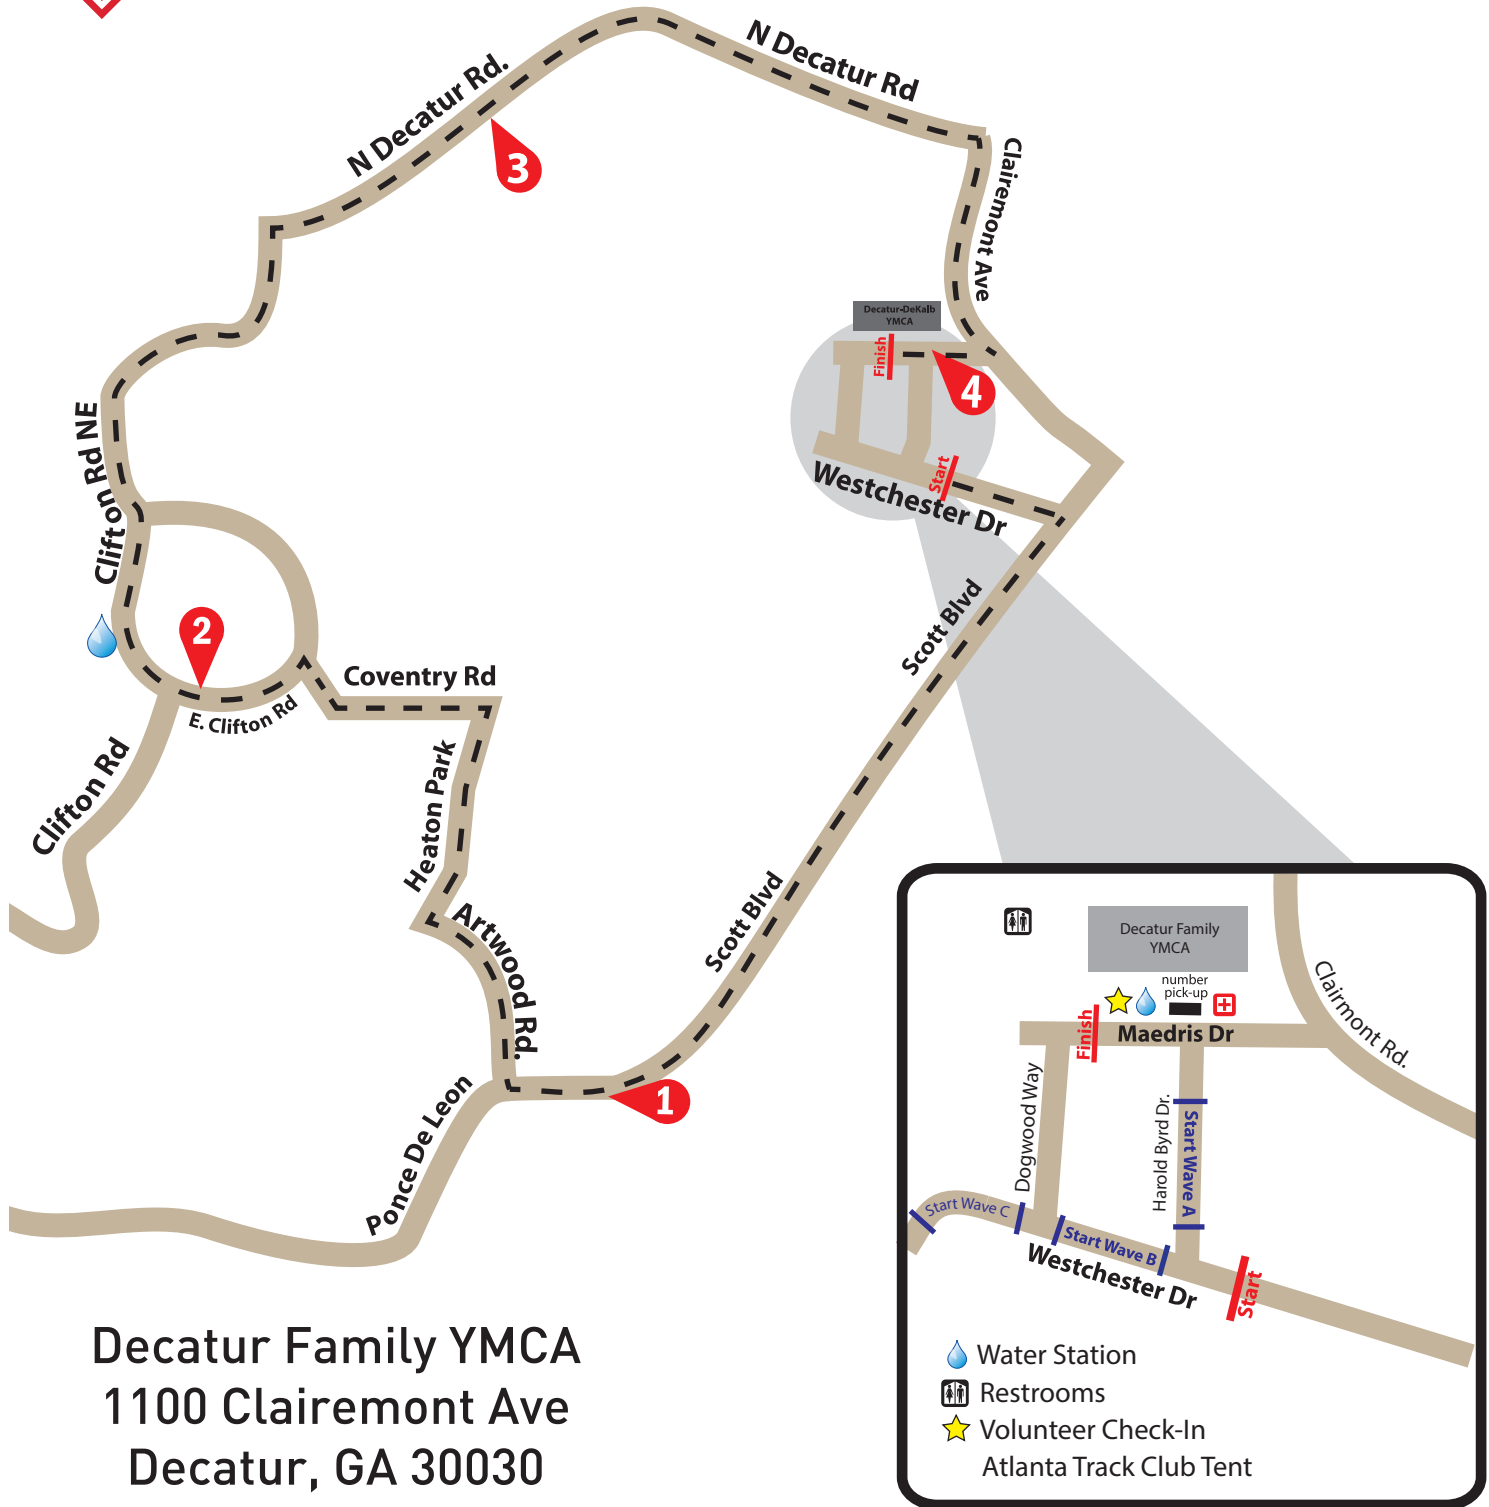 N Decatur Rd
N Decatur Rd.
3
Clairemont Ave
Decatur-DeKalb
YMCA
Finish
4
Start
Westchester Dr
Clifton Rd NE
2
E. Clifton Rd
Coventry Rd
Clifton Rd
Heaton Park
Artwood Rd.
Scott Blvd
Scott Blvd
1
Ponce De Leon
Decatur Family YMCA
1100 Clairemont Ave
Decatur, GA 30030
Decatur Family
YMCA
number
pick-up
Finish
Maedris Dr
Clairmont Rd.
Dogwood Way
Harold Byrd Dr.
Start Wave A
Start Wave C
Start Wave B
Westchester Dr
Start
Water Station
Restrooms
Volunteer Check-In
Atlanta Track Club Tent